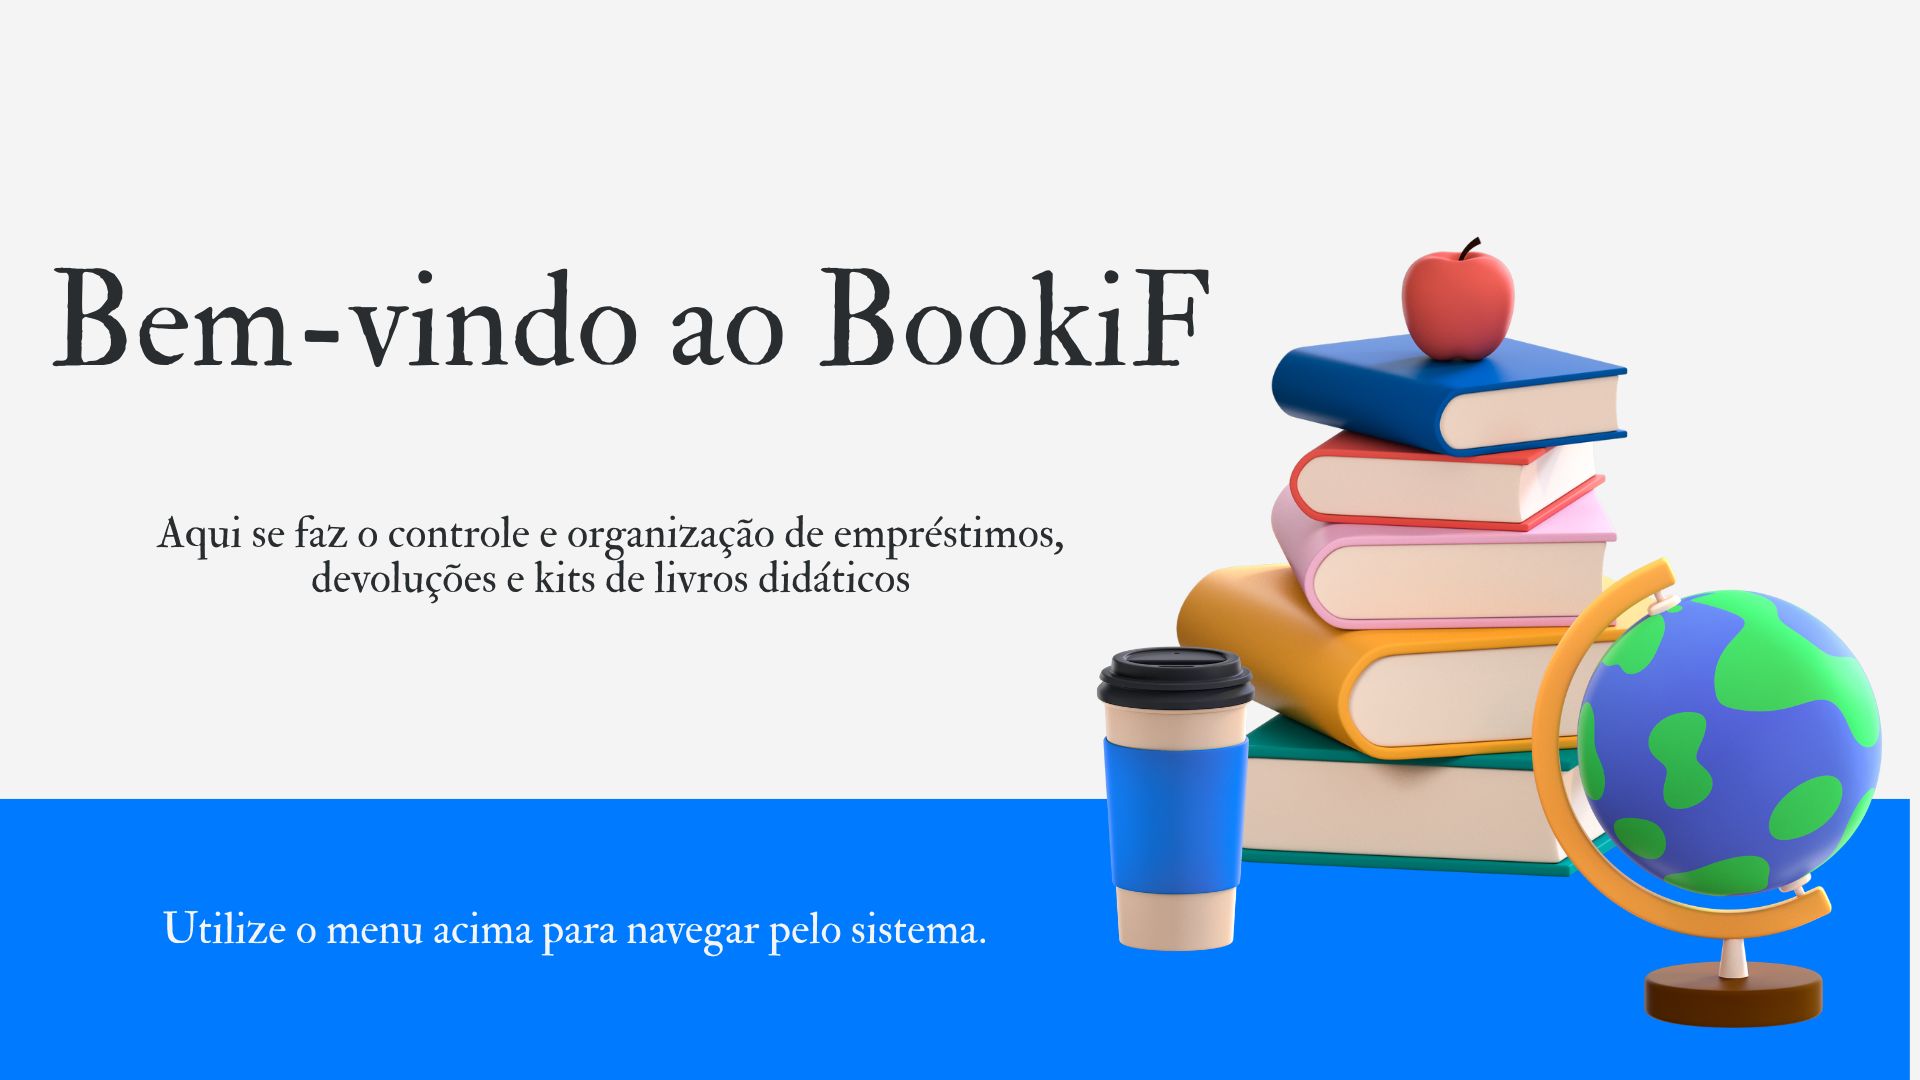 Bem-vindo ao BookiF
Aqui se faz o controle e organização de empréstimos,
devoluções e kits de livros didáticos
Utilize o menu acima para navegar pelo sistema.